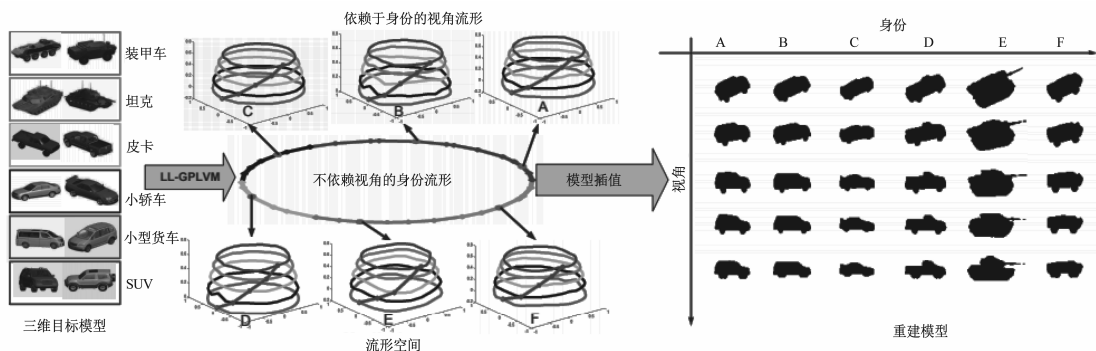 依赖于身份的视角流形
身份
A B C D E F
装甲车
坦克
皮卡
小轿车
小型货车
SUV
三维目标模型
C
B
A
LL-GPLVM
不依赖视角的身份流形
模型插值
视角
D
E
F
流形空间
重建模型